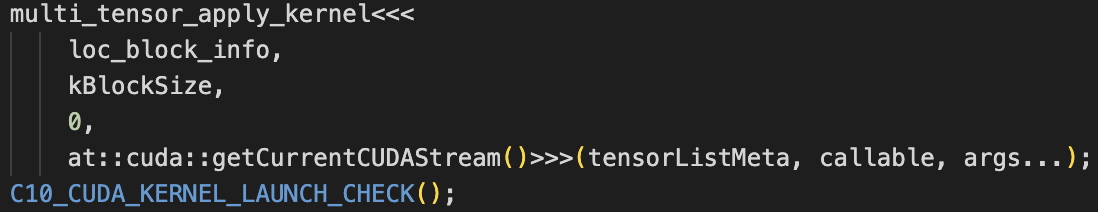 multi_tensor_apply_kernel<<<
loc_block_info,
kBlockSize,
0,
at::cuda::getCurrentCUDAStream()>>>(tensorListMeta, callable, args...);
C10_CUDA_KERNEL_LAUNCH_CHECK();